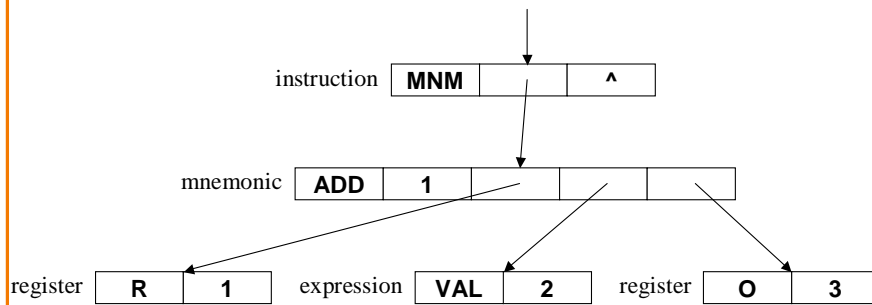 instruction MNM ^
mnemonic ADD 1
register R 1 expression VAL 2 register O 3